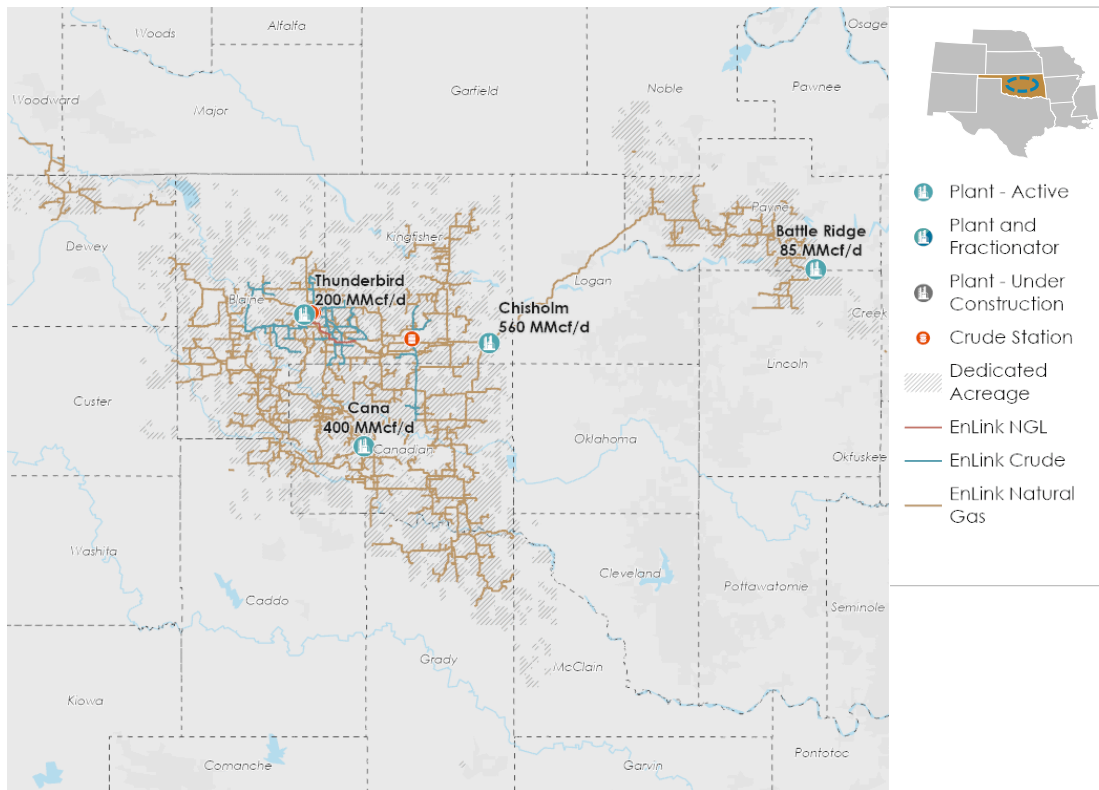 Woods
Alfalfa
Osage
Woodward
Major
Garfield
Noble
Pawnee
Dewey
Kingfisher
Payne
Battle Ridge
85 MMcf/d
Thunderbird
200 MMcf/d
Blaine
Logan
Chisholm
560 MMcf/d
Creek
Lincoln
Custer
Cana
400 MMcf/d
Canadian
Oklahoma
Okfuskee
Washita
Caddo
Cleveland
Pottawatomie
Seminole
Grady
McClain
Kiowa
Comanche
Garvin
Pontotoc
Plant - Active
Plant and
Fractionator
Plant - Under
Construction
Crude Station
Dedicated
Acreage
EnLink NGL
EnLink Crude
EnLink Natural
Gas